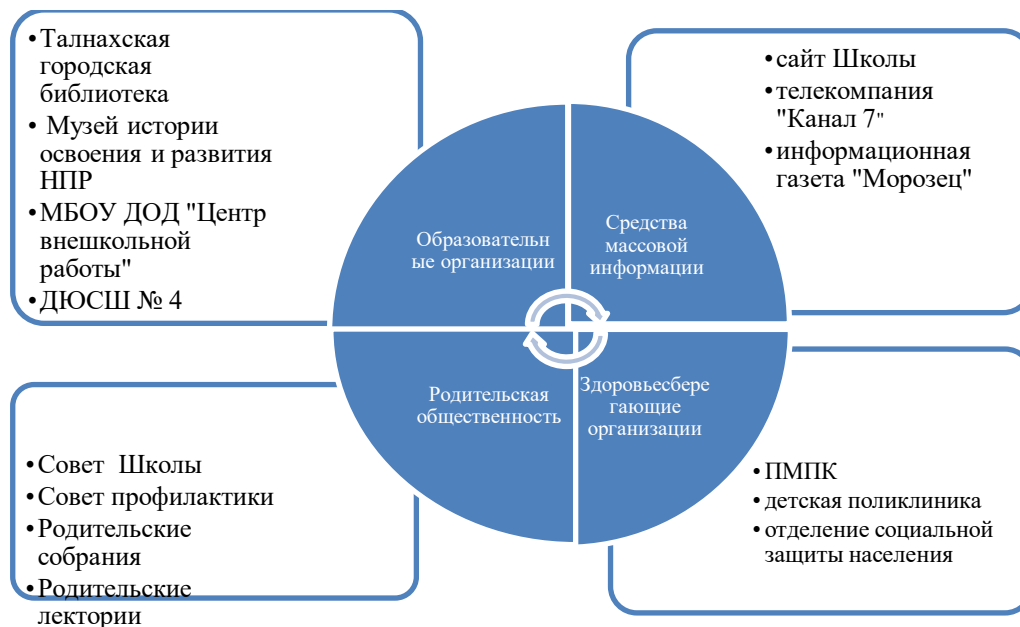 •Талнахская
городская
библиотека
• Музей истории
освоения и развития
НПР
•МБОУ ДОД "Центр
внешкольной
работы"
•ДЮСШ № 4
•сайт Школы
•телекомпания
"Канал 7"
•информационная
газета "Морозец"
Образовательн
ые организации
Средства
массовой
информации
Родительская
общественность
Здоровьесбере
гающие
организации
•Совет Школы
•Совет профилактики
•Родительские
собрания
•Родительские
лектории
•ПМПК
•детская поликлиника
•отделение социальной
защиты населения